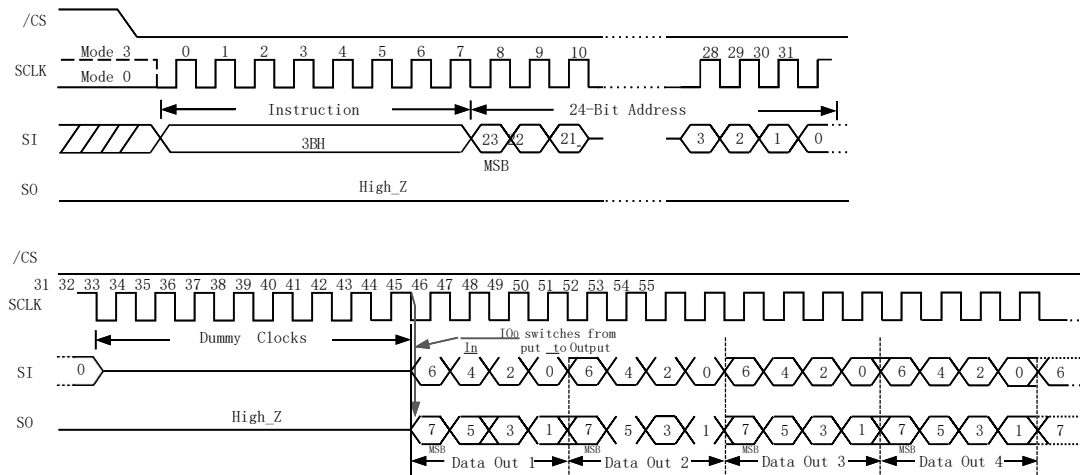 /CS
Mode 3 0 1 2 3 4 5 6 7 8 9 10 28 29 30 31
SCLK
Mode 0
Instruction 24-Bit Address
SI 3BH 23 22 21 3 2 1 0
MSB
SO High_Z
/CS
31 32 33 34 35 36 37 38 39 40 41 42 43 44 45 46 47 48 49 50 51 52 53 54 55
SCLK
Dummy Clocks IO0 switches from
In put to Output
SI 0 6 4 2 0 6 4 2 0 6 4 2 0 6 4 2 0 6
SO High_Z 7 5 3 1 7 5 3 1 7 5 3 1 7 5 3 1 7
MSB MSB MSB MSB
Data Out 1 Data Out 2 Data Out 3 Data Out 4